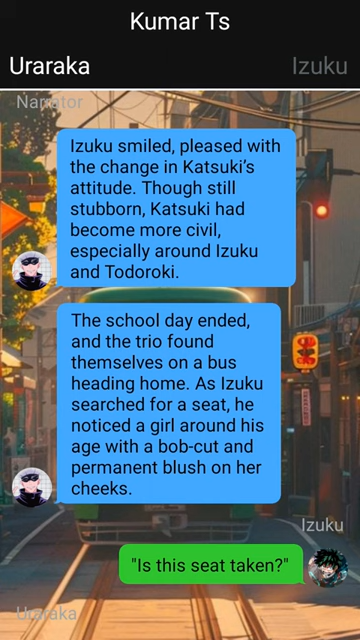 Kumar Ts
Uraraka Izuku
Narrator
Izuku smiled, pleased with
the change in Katsuki's
attitude. Though still
stubborn, Katsuki had
become more civil,
especially around Izuku
and Todoroki.
The school day ended,
and the trio found
themselves on a bus
heading home. As Izuku
searched for a seat, he
noticed a girl around his
age with a bob-cut and
permanent blush on her
cheeks.
Izuku
"Is this seat taken?"
Uraraka